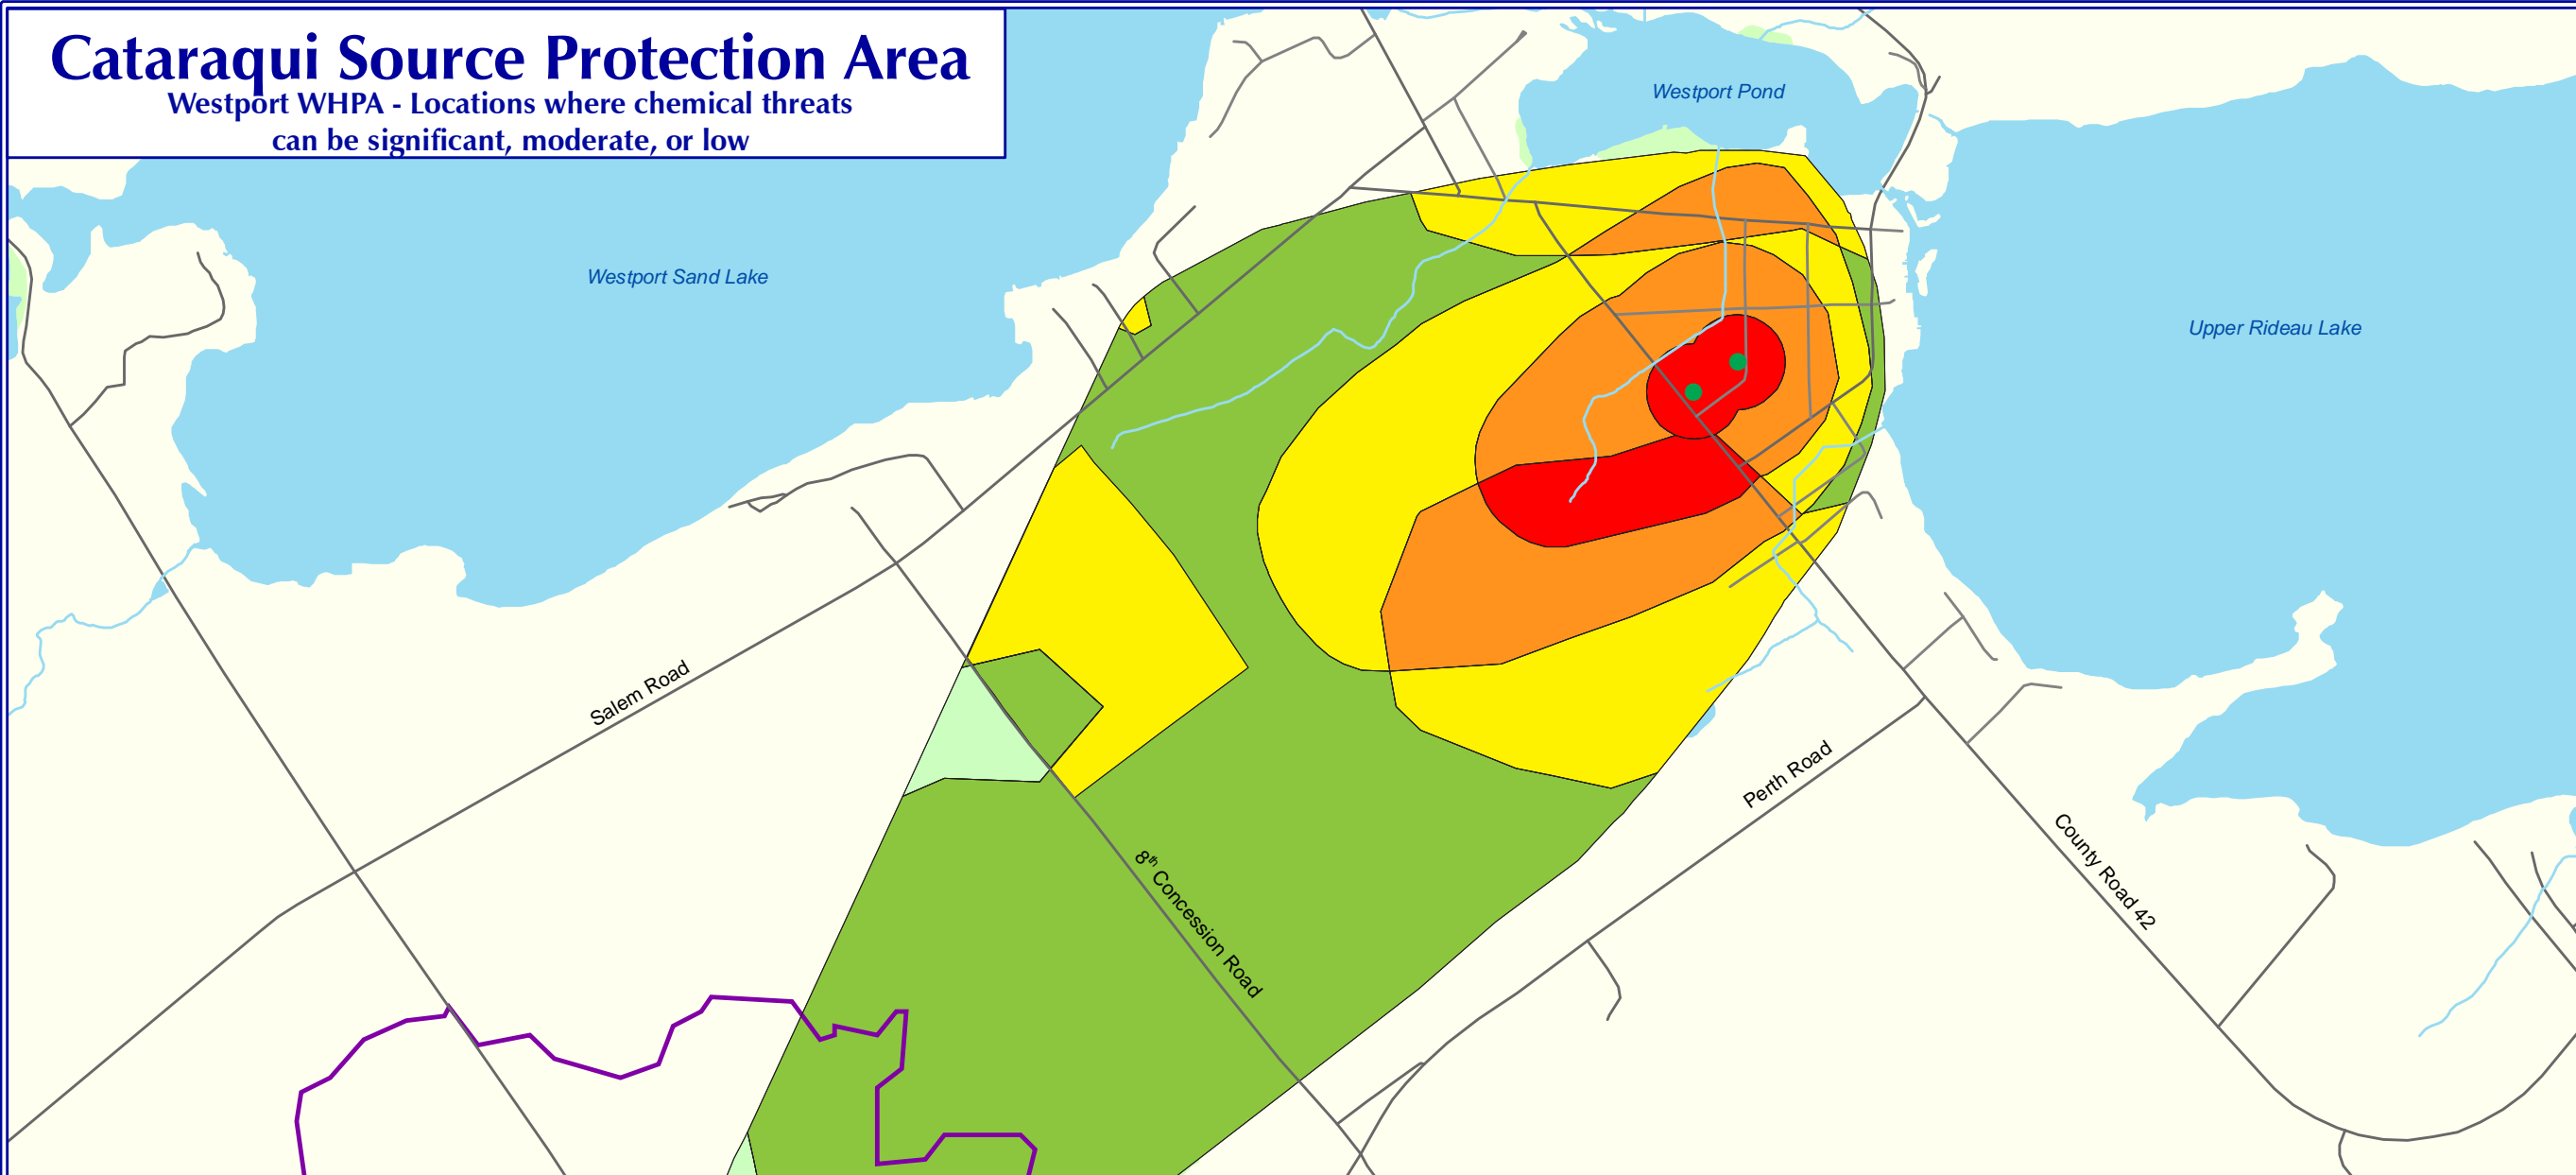 Cataraqui Source Protection Area
Westport WHPA - Locations where chemical threats
can be significant, moderate, or low
Westport Pond
Westport Sand Lake
Upper Rideau Lake
Salem Road
Perth Road
County Road 42
8th Concession Road